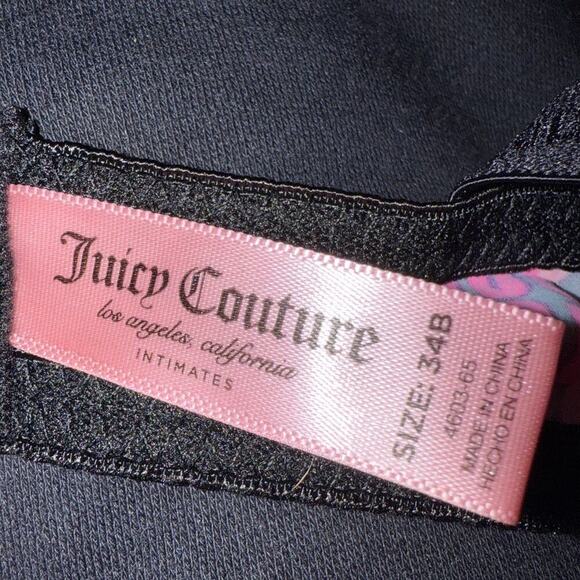 Juicy Couture
los angeles, california
INTIMATES
SIZE: 34B
4603-65
MADE IN CHINA
HECHO EN CHINA